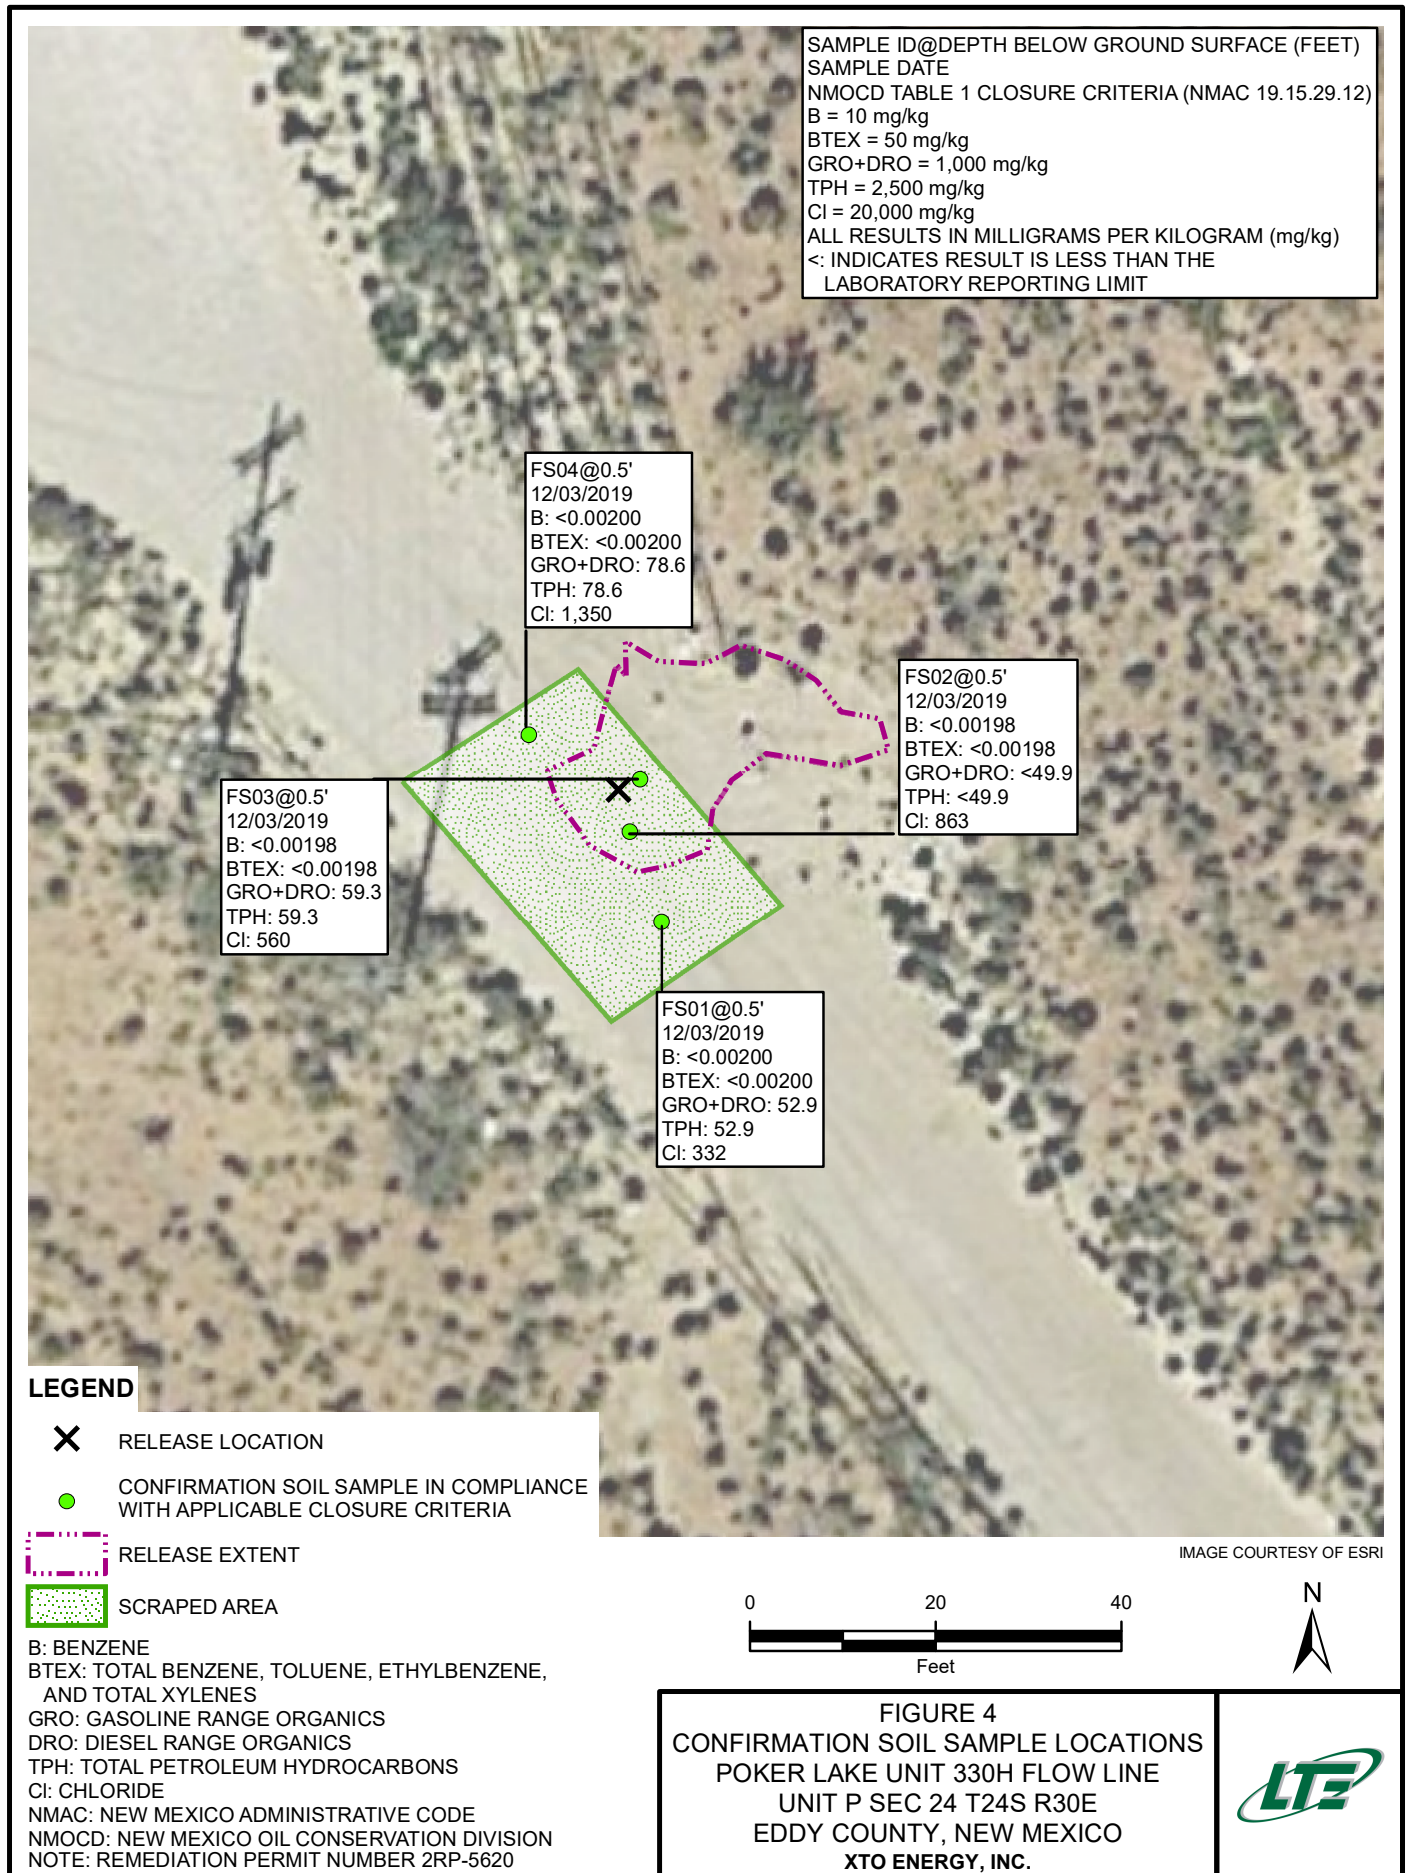 SAMPLE ID@DEPTH BELOW GROUND SURFACE (FEET)
SAMPLE DATE
NMOCD TABLE 1 CLOSURE CRITERIA (NMAC 19.15.29.12)
B = 10 mg/kg
BTEX = 50 mg/kg
GRO+DRO = 1,000 mg/kg
TPH = 2,500 mg/kg
Cl = 20,000 mg/kg
ALL RESULTS IN MILLIGRAMS PER KILOGRAM (mg/kg)
<: INDICATES RESULT IS LESS THAN THE
LABORATORY REPORTING LIMIT
FS04@0.5'
12/03/2019
B: <0.00200
BTEX: <0.00200
GRO+DRO: 78.6
TPH: 78.6
Cl: 1,350
FS02@0.5'
12/03/2019
B: <0.00198
BTEX: <0.00198
GRO+DRO: <49.9
TPH: <49.9
Cl: 863
FS03@0.5'
12/03/2019
B: <0.00198
BTEX: <0.00198
GRO+DRO: 59.3
TPH: 59.3
Cl: 560
FS01@0.5'
12/03/2019
B: <0.00200
BTEX: <0.00200
GRO+DRO: 52.9
TPH: 52.9
Cl: 332
LEGEND
RELEASE LOCATION
CONFIRMATION SOIL SAMPLE IN COMPLIANCE
WITH APPLICABLE CLOSURE CRITERIA
RELEASE EXTENT
SCRAPED AREA
B: BENZENE
BTEX: TOTAL BENZENE, TOLUENE, ETHYLBENZENE,
AND TOTAL XYLENES
GRO: GASOLINE RANGE ORGANICS
DRO: DIESEL RANGE ORGANICS
TPH: TOTAL PETROLEUM HYDROCARBONS
Cl: CHLORIDE
NMAC: NEW MEXICO ADMINISTRATIVE CODE
NMOCD: NEW MEXICO OIL CONSERVATION DIVISION
NOTE: REMEDIATION PERMIT NUMBER 2RP-5620
IMAGE COURTESY OF ESRI
0 20 40
Feet
N
FIGURE 4
CONFIRMATION SOIL SAMPLE LOCATIONS
POKER LAKE UNIT 330H FLOW LINE
UNIT P SEC 24 T24S R30E
EDDY COUNTY, NEW MEXICO
XTO ENERGY, INC.
LTE